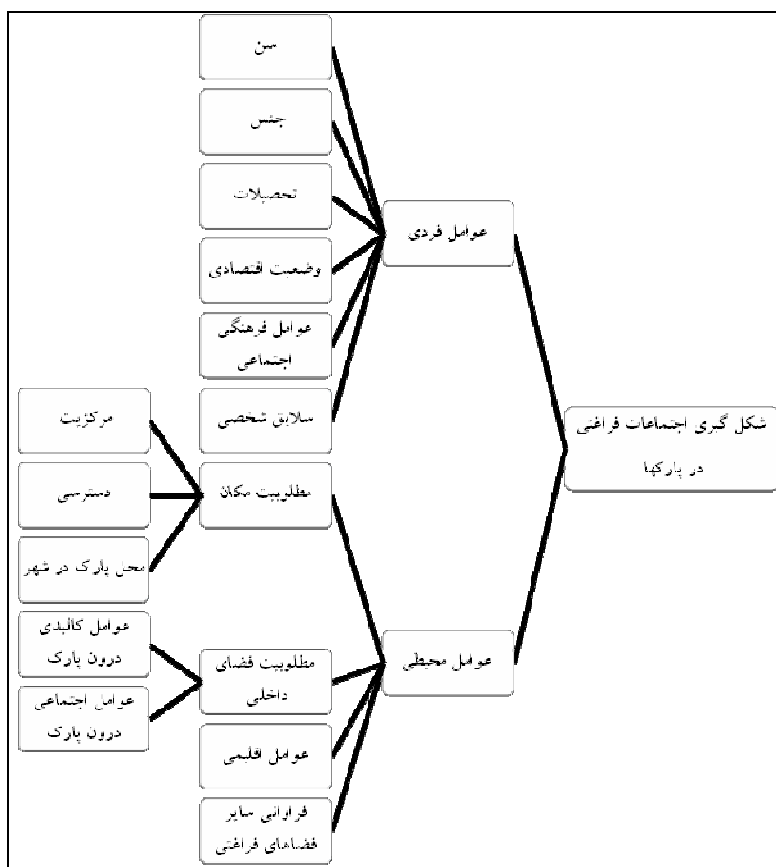 شکل گیری اجتماعات فراغتی
در پارکها
عوامل فردی
سن
جنس
تحصیلات
وضعیت اقتصادی
عوامل فرهنگی
اجتماعی
سلایق شخصی
عوامل محیطی
مطلوبیت مکان
مرکزیت
دسترسی
محل پارک در شهر
مطلوبیت فضای
داخلی
عوامل کالبدی
درون پارک
عوامل اجتماعی
درون پارک
عوامل اقلیمی
فراوانی سایر
فضاهای فراغتی